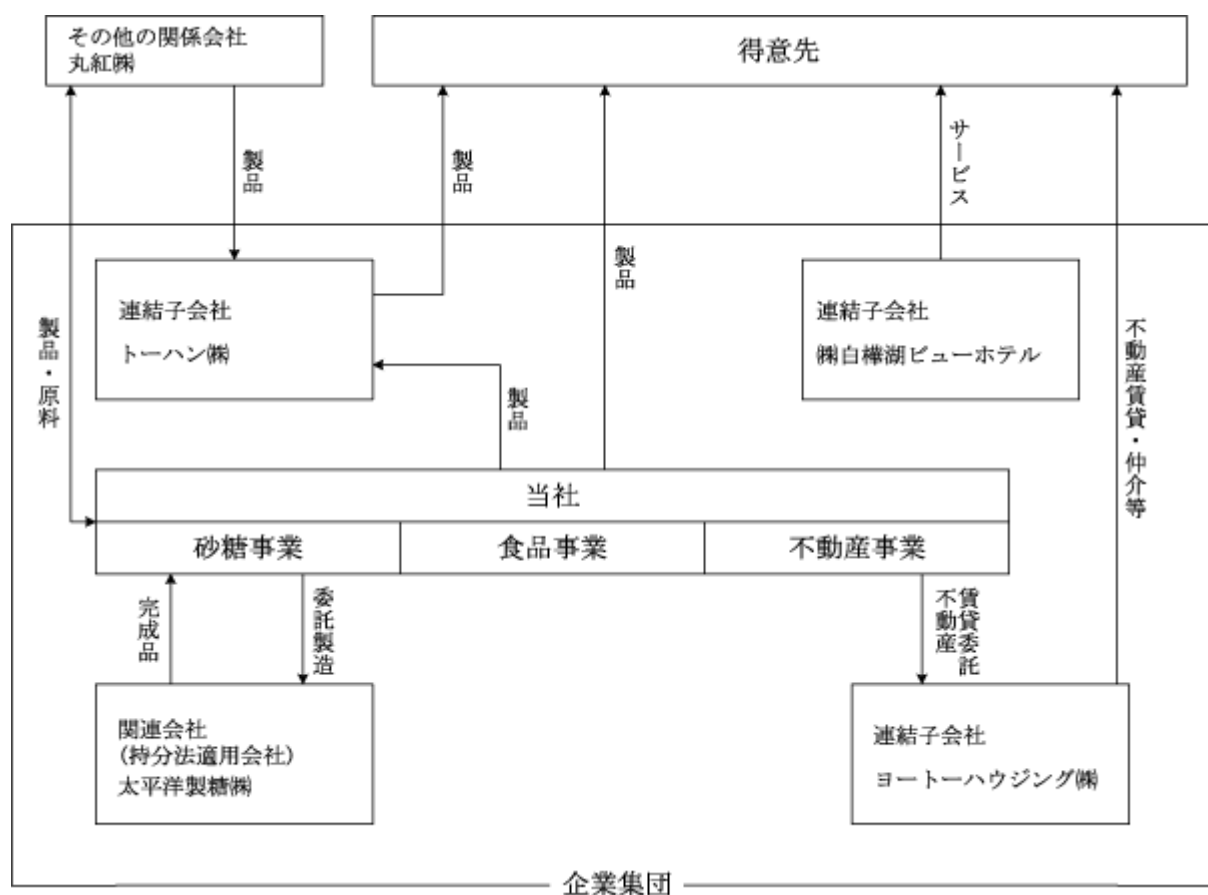 その他の関係会社
丸紅㈱
得意先
製品
製品
サービス
製品
製品・原料
不動産賃貸・仲介等
連結子会社
トーハン㈱
連結子会社
㈱白樺湖ビューホテル
製品
当社
砂糖事業
食品事業
不動産事業
完成品
委託製造
不動産
賃貸委託
関連会社
(持分法適用会社)
太平洋製糖㈱
連結子会社
ヨートーハウジング㈱
企業集団